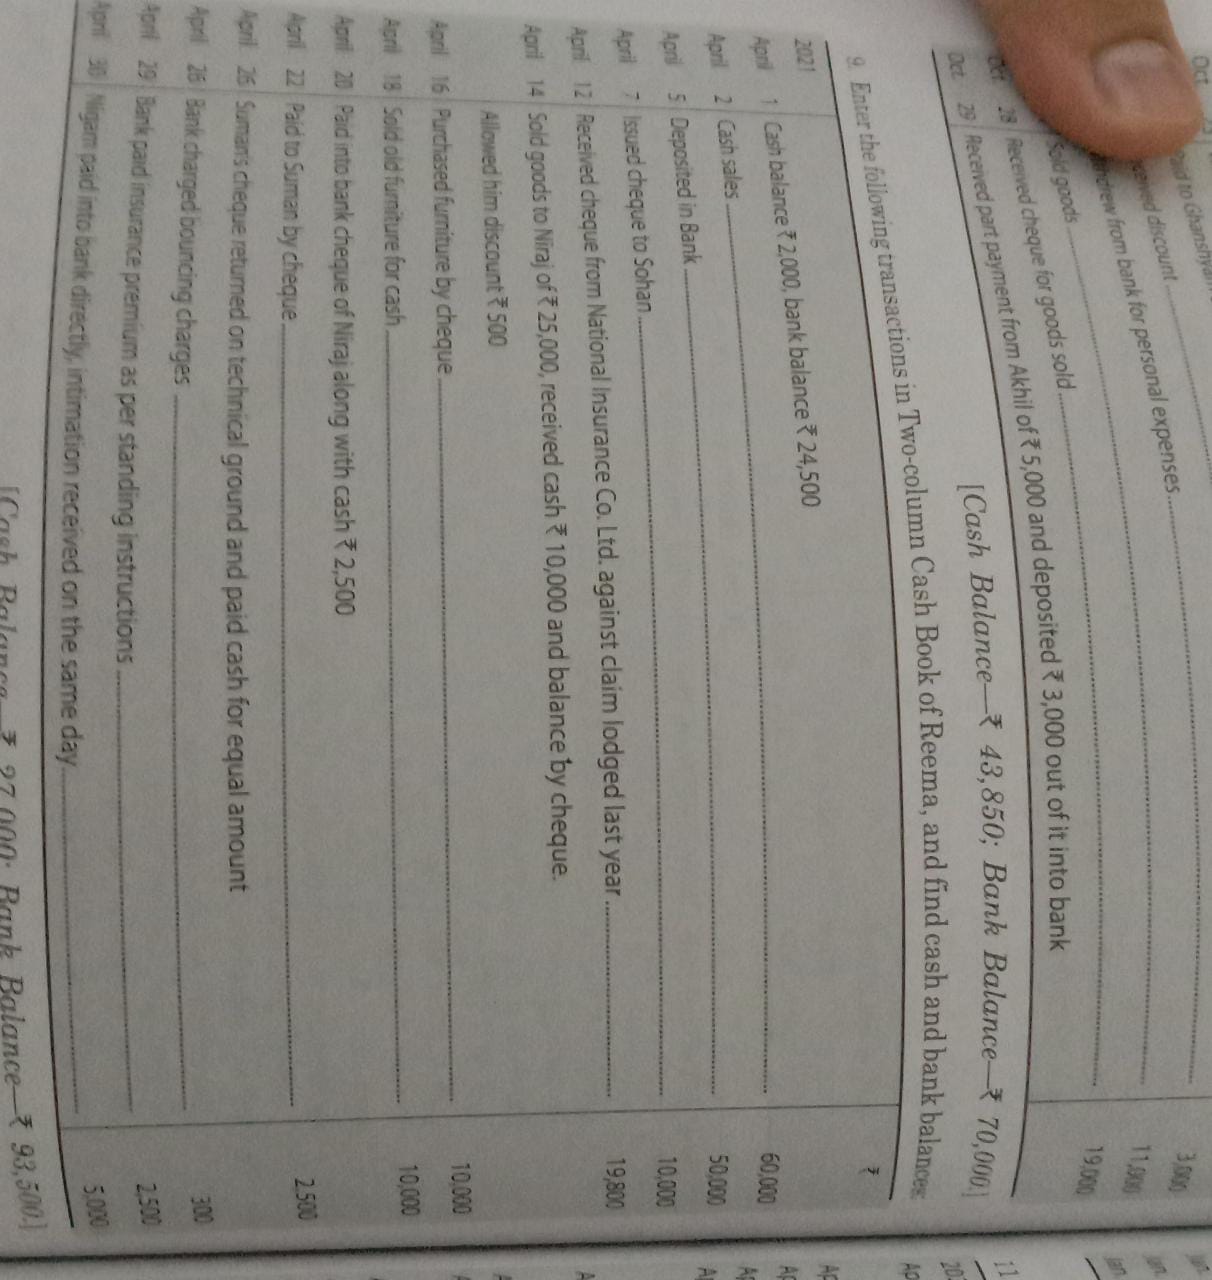 Oct
Paid to Ghanshyam
discount 3,000
from bank for personal expenses 11,000
Sold goods 19,000
Oct 28 Received cheque for goods sold
Oct. 29 Received part payment from Akhil of ₹ 5,000 and deposited ₹ 3,000 out of it into bank
[Cash Balance—₹ 43,850; Bank Balance—₹ 70,000.]
9. Enter the following transactions in Two-column Cash Book of Reema, and find cash and bank balances:
2021 ₹
April 1 Cash balance ₹ 2,000, bank balance ₹ 24,500
April 2 Cash sales 60,000
April 5 Deposited in Bank 50,000
April 7 Issued cheque to Sohan 10,000
April 12 Received cheque from National Insurance Co. Ltd. against claim lodged last year 19,800
April 14 Sold goods to Niraj of ₹ 25,000, received cash ₹ 10,000 and balance by cheque.
Allowed him discount ₹ 500
April 16 Purchased furniture by cheque 10,000
April 18 Sold old furniture for cash 10,000
April 20 Paid into bank cheque of Niraj along with cash ₹ 2,500
April 22 Paid to Suman by cheque 2,500
April 26 Suman's cheque returned on technical ground and paid cash for equal amount
April 26 Bank charged bouncing charges 300
April 29 Bank paid insurance premium as per standing instructions 2,500
April 30 Nigam paid into bank directly, intimation received on the same day 5,000
[Cash Balance—₹ 27,000; Bank Balance—₹ 93,500.]